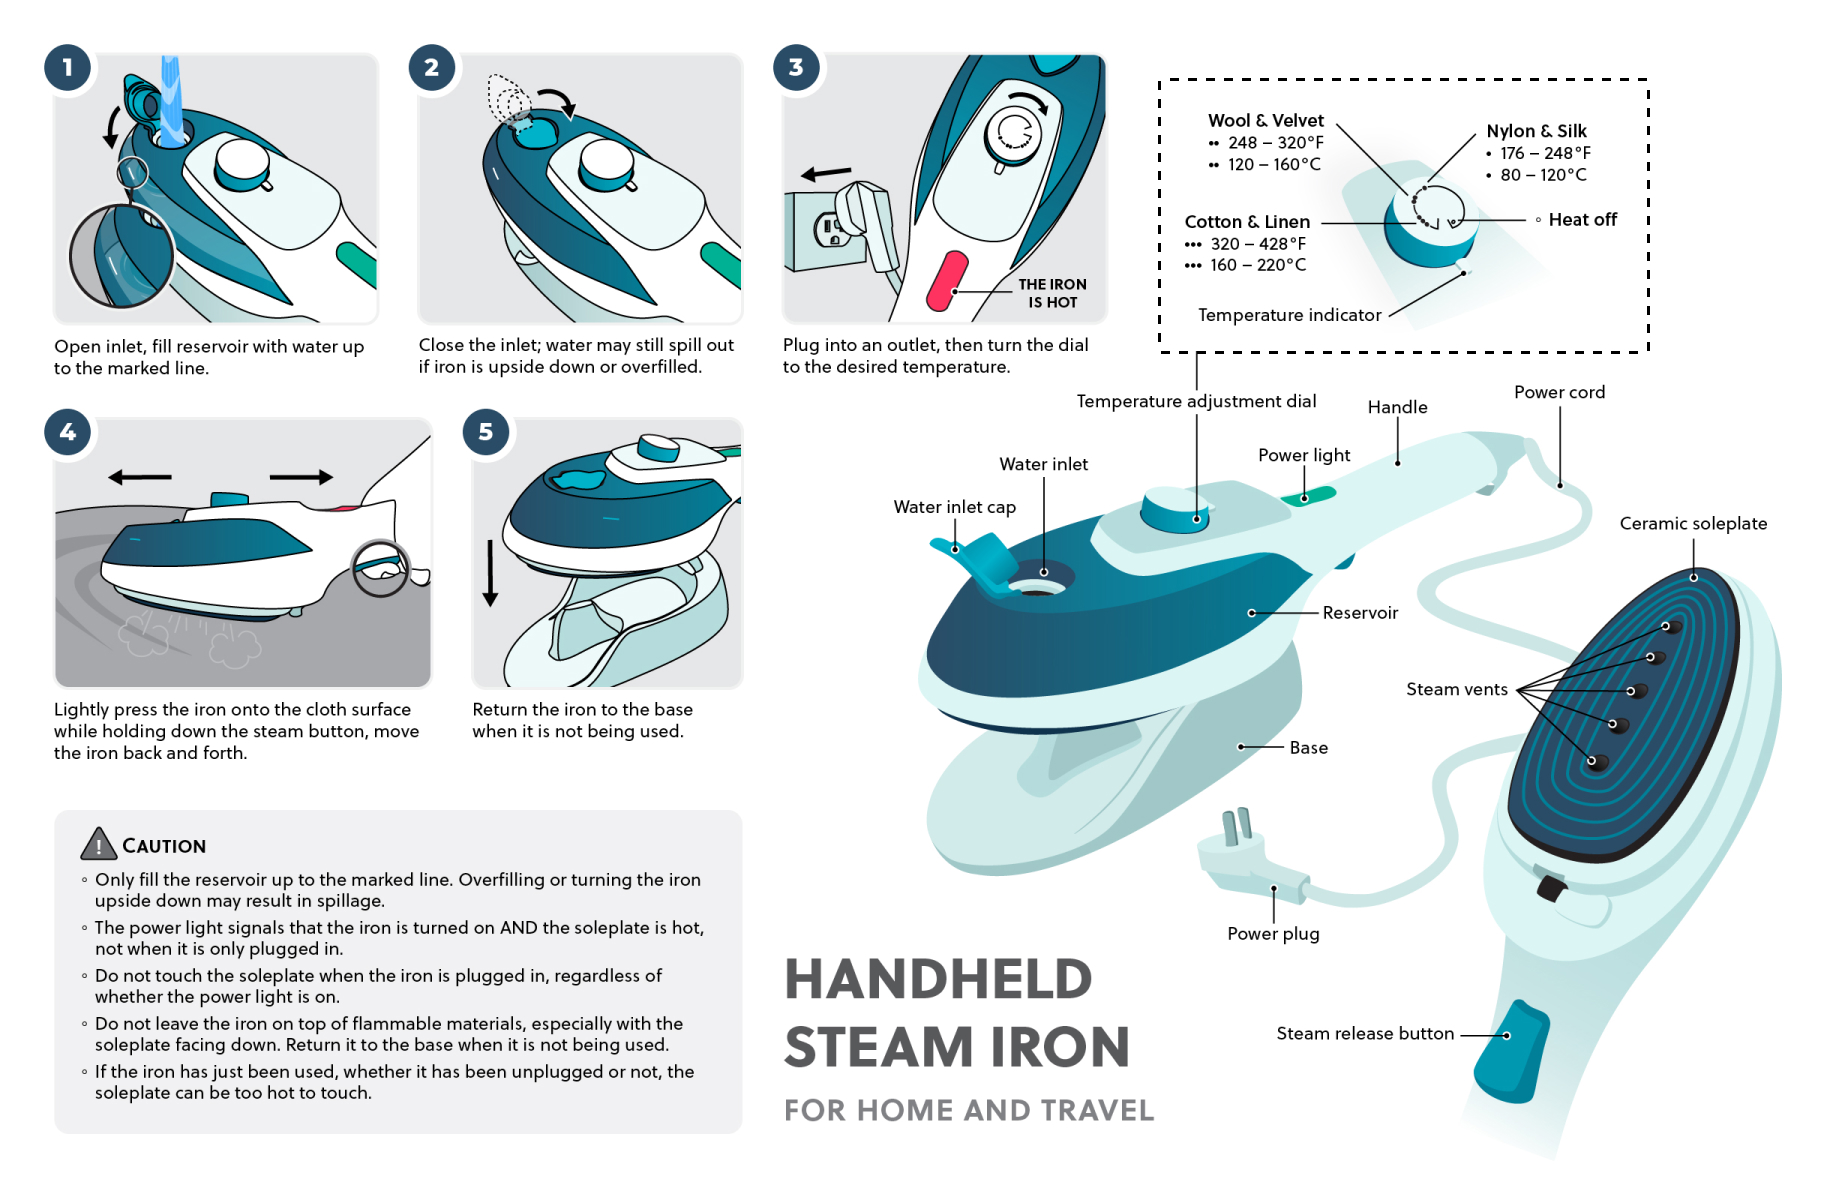 1
Open inlet, fill reservoir with water up
to the marked line.
2
Close the inlet; water may still spill out
if iron is upside down or overfilled.
3
THE IRON
IS HOT
Plug into an outlet, then turn the dial
to the desired temperature.
4
Lightly press the iron onto the cloth surface
while holding down the steam button, move
the iron back and forth.
5
Return the iron to the base
when it is not being used.
! CAUTION
◦ Only fill the reservoir up to the marked line. Overfilling or turning the iron
upside down may result in spillage.
◦ The power light signals that the iron is turned on AND the soleplate is hot,
not when it is only plugged in.
◦ Do not touch the soleplate when the iron is plugged in, regardless of
whether the power light is on.
◦ Do not leave the iron on top of flammable materials, especially with the
soleplate facing down. Return it to the base when it is not being used.
◦ If the iron has just been used, whether it has been unplugged or not, the
soleplate can be too hot to touch.
Wool & Velvet
•• 248 – 320°F
•• 120 – 160°C
Nylon & Silk
• 176 – 248°F
• 80 – 120°C
Cotton & Linen
••• 320 – 428°F
••• 160 – 220°C
◦ Heat off
Temperature indicator
Temperature adjustment dial
Handle
Power cord
Power light
Water inlet
Water inlet cap
Ceramic soleplate
Reservoir
Steam vents
Base
Power plug
Steam release button
HANDHELD
STEAM IRON
FOR HOME AND TRAVEL